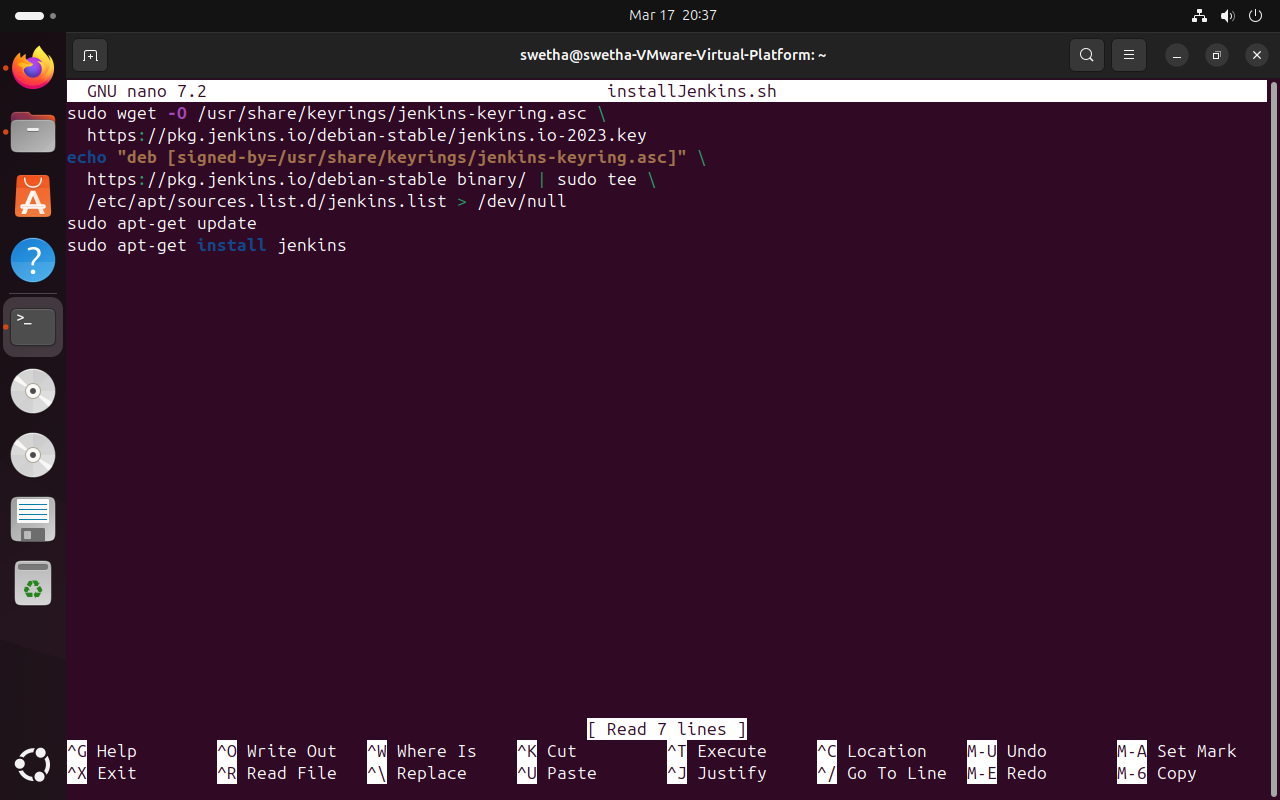 Mar 17 20:37
swetha@swetha-VMware-Virtual-Platform: ~
GNU nano 7.2 installJenkins.sh
sudo wget -O /usr/share/keyrings/jenkins-keyring.asc \
  https://pkg.jenkins.io/debian-stable/jenkins.io-2023.key
echo "deb [signed-by=/usr/share/keyrings/jenkins-keyring.asc]" \
  https://pkg.jenkins.io/debian-stable binary/ | sudo tee \
  /etc/apt/sources.list.d/jenkins.list > /dev/null
sudo apt-get update
sudo apt-get install jenkins
[ Read 7 lines ]
^G Help ^O Write Out ^W Where Is ^K Cut ^T Execute ^C Location M-U Undo M-A Set Mark
^X Exit ^R Read File ^\ Replace ^U Paste ^J Justify ^/ Go To Line M-E Redo M-6 Copy